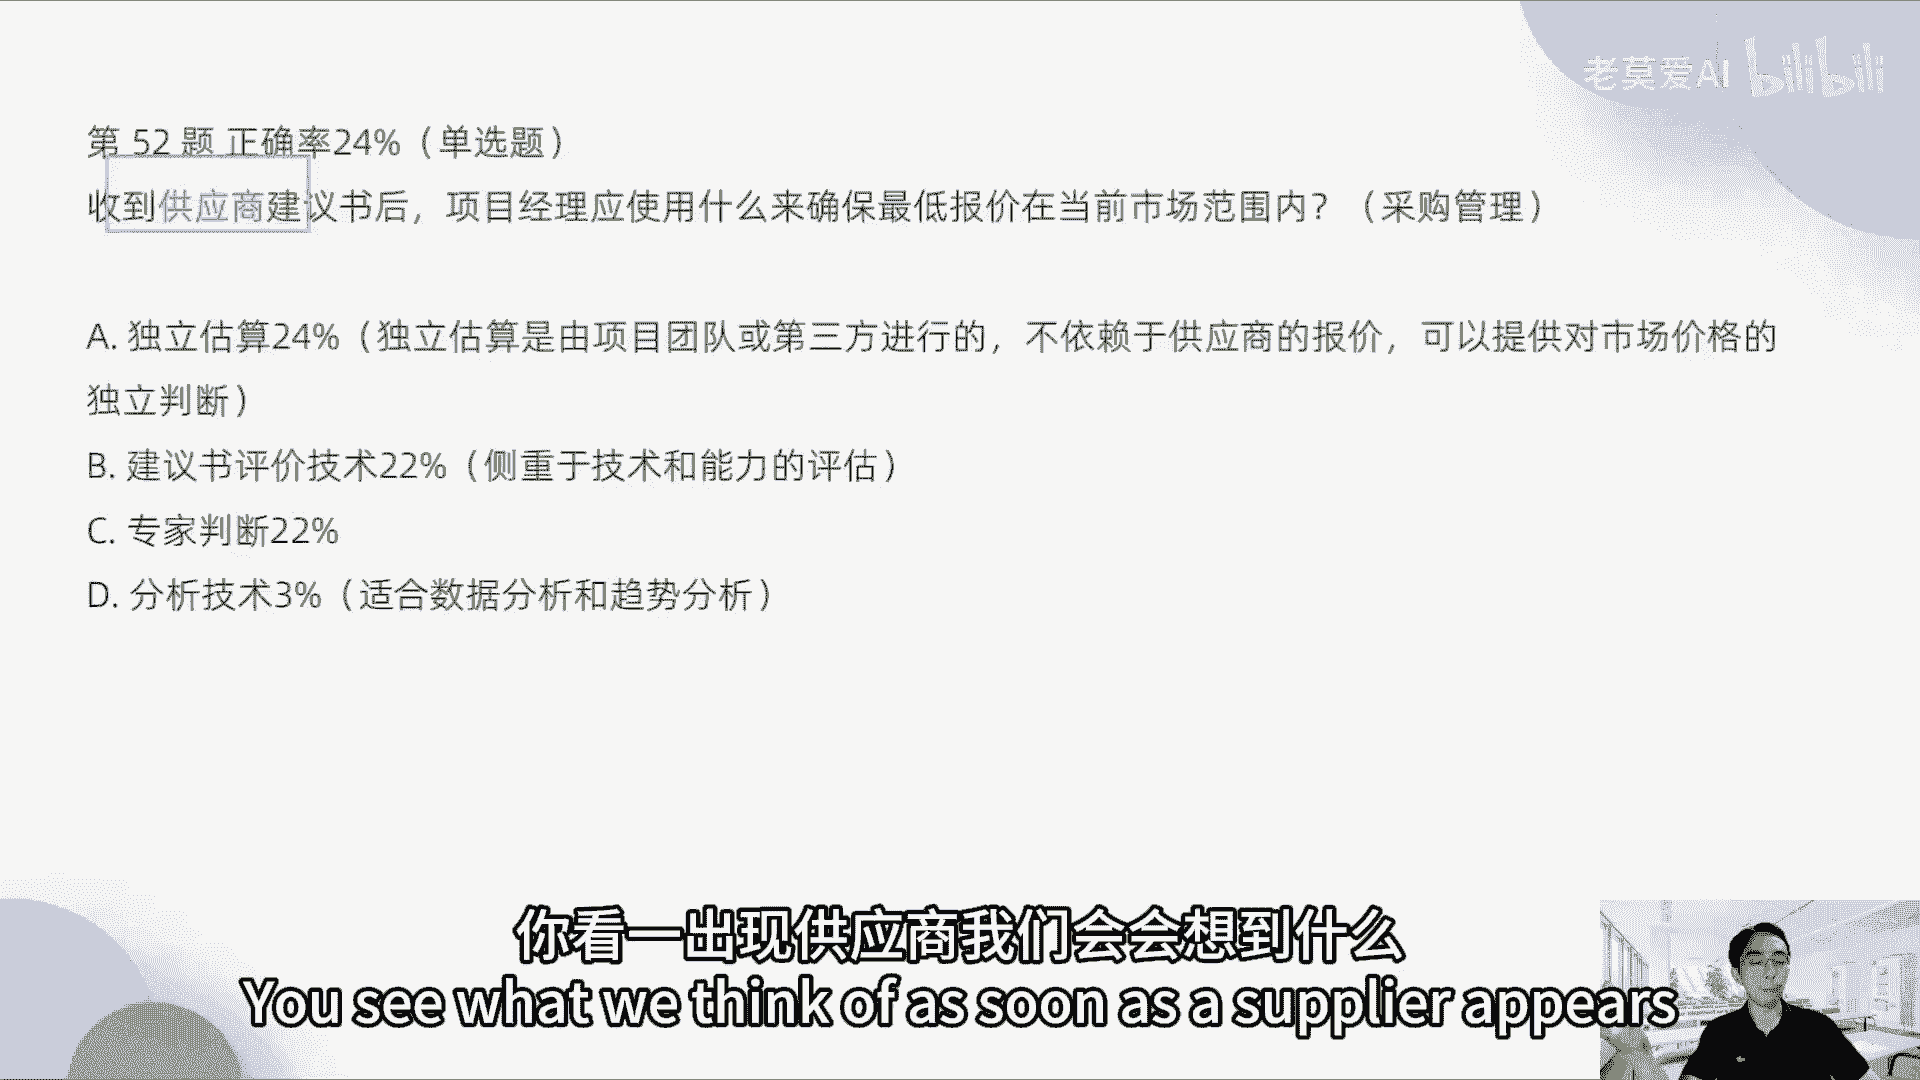 老莫爱AI bilibili
第 52 题 正确率24%（单选题）
收到供应商建议书后，项目经理应使用什么来确保最低报价在当前市场范围内？（采购管理）
A. 独立估算24%（独立估算是由项目团队或第三方进行的，不依赖于供应商的报价，可以提供对市场价格的
独立判断）
B. 建议书评价技术22%（侧重于技术和能力的评估）
C. 专家判断22%
D. 分析技术3%（适合数据分析和趋势分析）
你看一出现供应商我们会会想到什么
You see what we think of as soon as a supplier appears